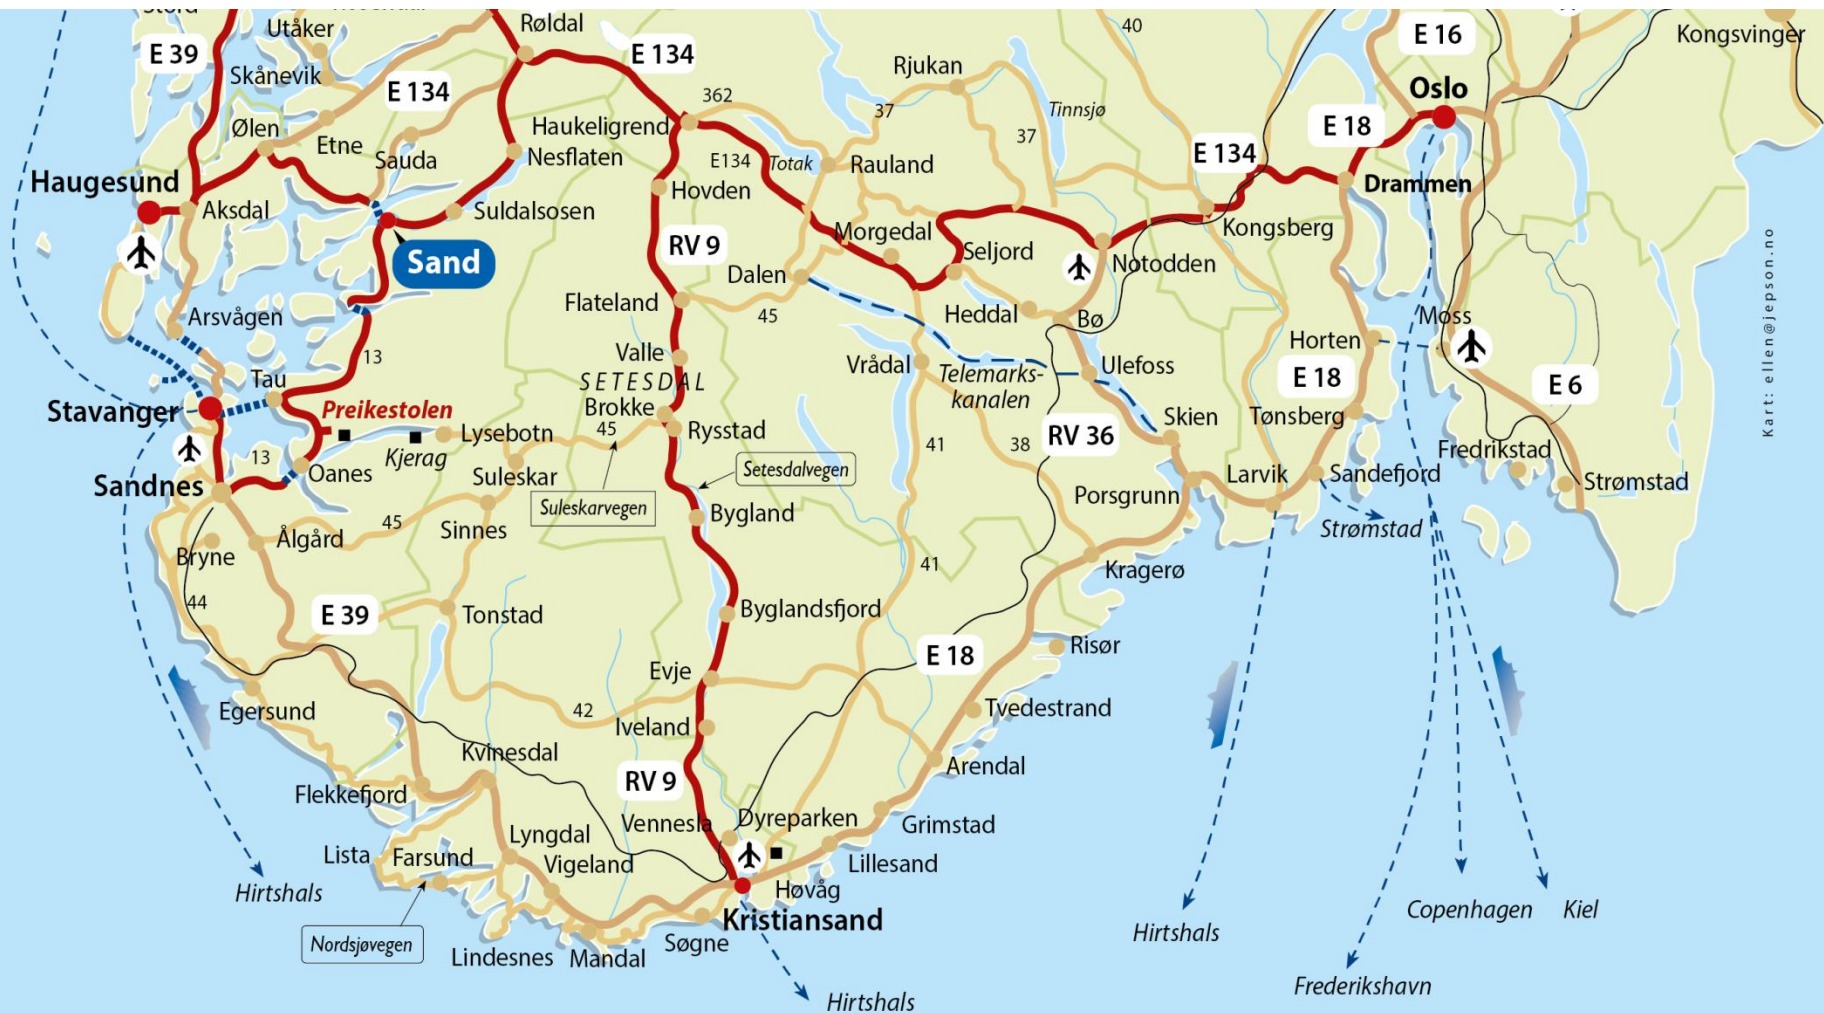 Stord
Rosendal
Utåker
Røldal
40
E 16
Kongsvinger
E 39
E 134
Skånevik
Rjukan
E 134
362
37
Tinnsjø
Oslo
Ølen
Etne
Haukeligrend
37
E 18
Sauda
Nesflaten
E134
Totak
Rauland
E 134
Haugesund
Hovden
Drammen
Aksdal
Suldalsosen
Morgedal
Kongsberg
RV 9
Sand
Dalen
Seljord
Notodden
Flateland
45
Heddal
Bø
Arsvågen
Moss
13
Valle
Vrådal
Horten
SETESDAL
Tau
Telemarks-
kanalen
Ulefoss
E 18
E 6
Stavanger
Preikestolen
Brokke
Tønsberg
Lysebotn
45
Rysstad
Skien
RV 36
41
38
Kjerag
13
Oanes
Suleskar
Setesdalvegen
Fredrikstad
Sandnes
Suleskarvegen
Porsgrunn
Larvik
Sandefjord
Strømstad
Bygland
45
Strømstad
Ålgård
Sinnes
Bryne
41
Kragerø
44
E 39
Tonstad
Byglandsfjord
Risør
E 18
Evje
Egersund
42
Iveland
Tvedestrand
Kvinesdal
RV 9
Arendal
Flekkefjord
Vennesla
Dyreparken
Grimstad
Lyngdal
Lista
Farsund
Vigeland
Lillesand
Hirtshals
Høvåg
Kristiansand
Copenhagen
Kiel
Nordsjøvegen
Søgne
Hirtshals
Lindesnes
Mandal
Frederikshavn
Hirtshals
Kart: ellen@jepson.no